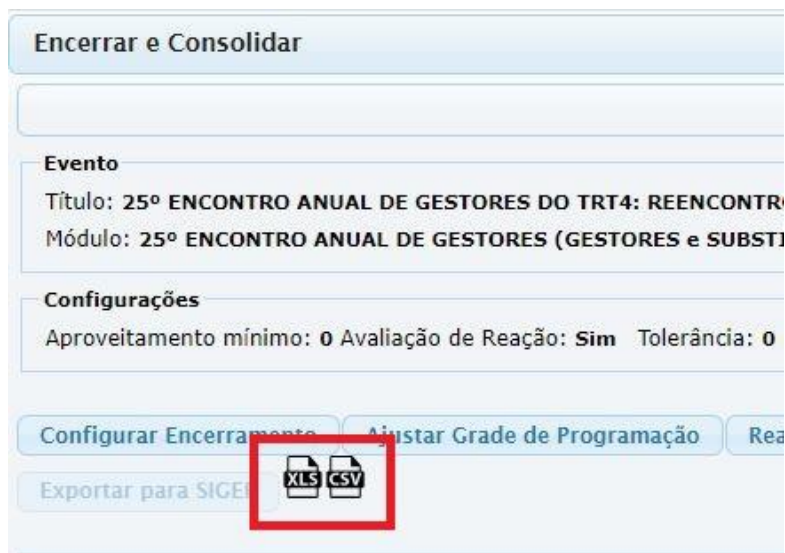 Encerrar e Consolidar
Evento
Título: 25º ENCONTRO ANUAL DE GESTORES DO TRT4: REENCONTR
Módulo: 25º ENCONTRO ANUAL DE GESTORES (GESTORES e SUBSTI
Configurações
Aproveitamento mínimo: 0 Avaliação de Reação: Sim Tolerância: 0
Configurar Encerramento Ajustar Grade de Programação Rea
Exportar para SIGEP XLS CSV